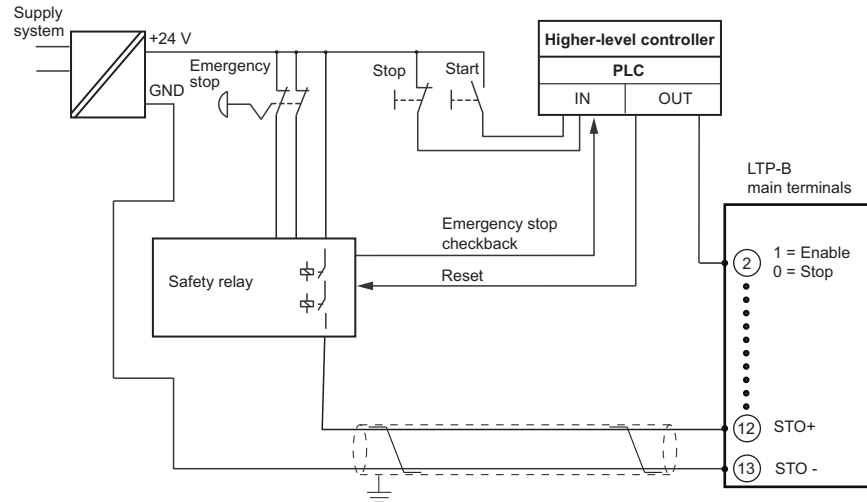 Supply
system
+24 V
GND
Emergency
stop
Stop
Start
Higher-level controller
PLC
IN
OUT
LTP-B
main terminals
Emergency stop
checkback
Reset
Safety relay
2
1 = Enable
0 = Stop
12
STO+
13
STO -